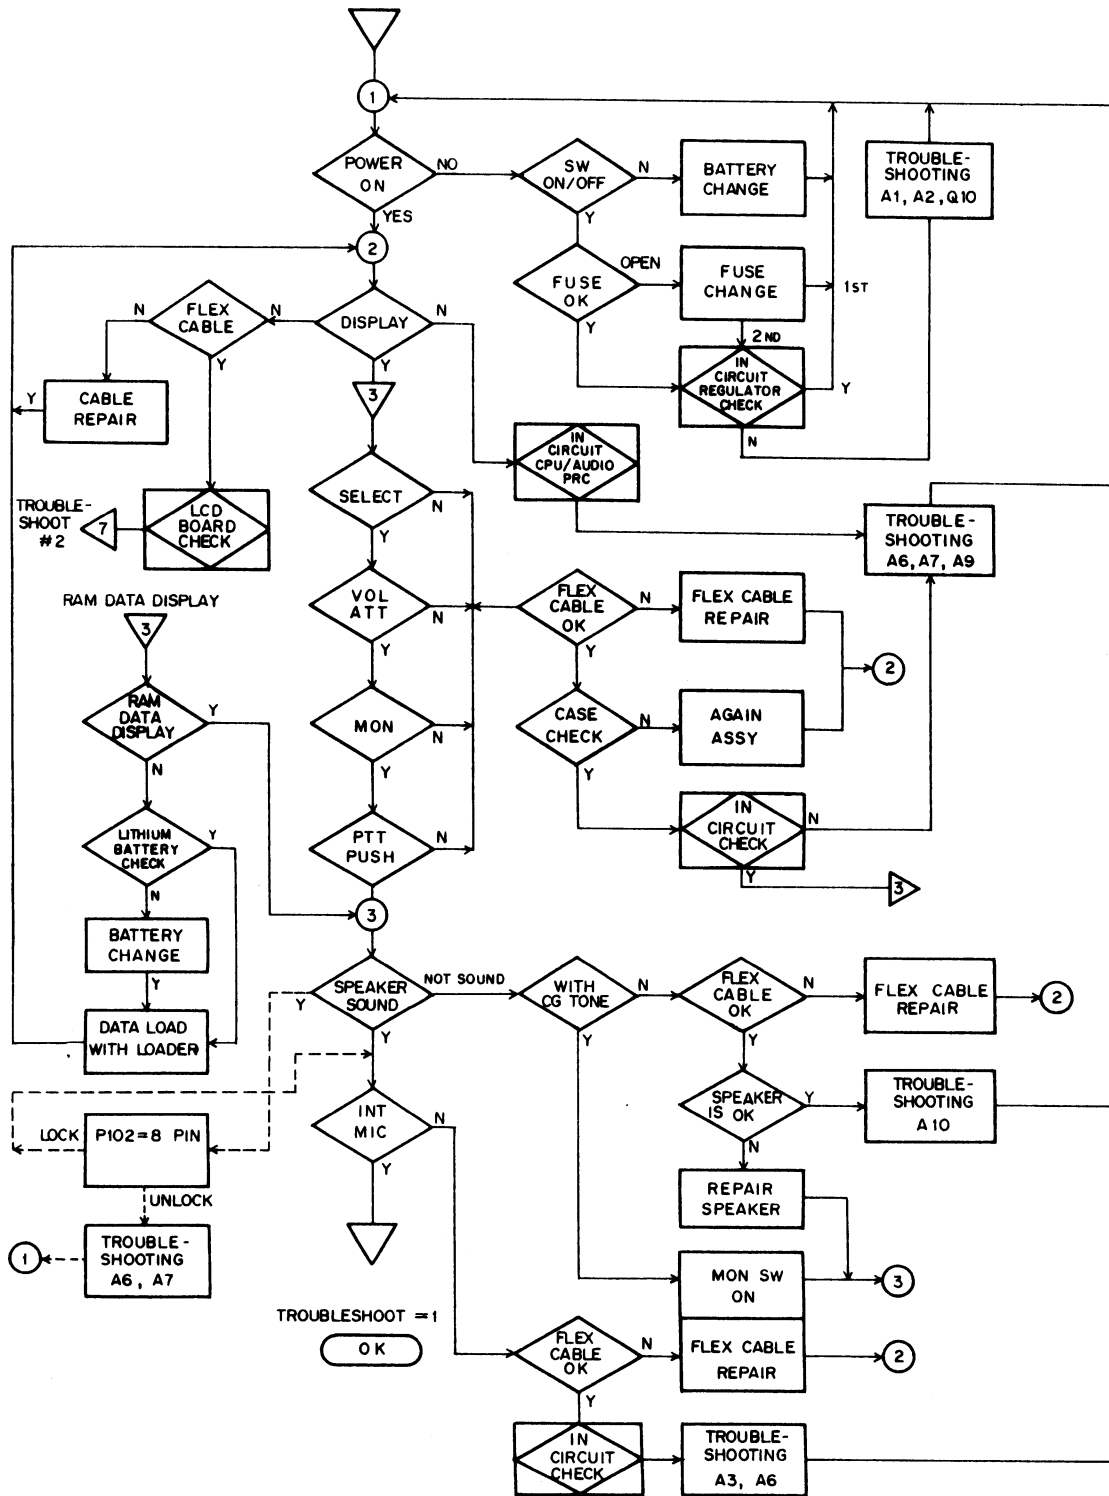 1
POWER
ON
NO
SW
ON/OFF
N
BATTERY
CHANGE
TROUBLE-
SHOOTING
A1, A2, Q10
YES
Y
2
FUSE
OK
OPEN
FUSE
CHANGE
1ST
2ND
Y
N
FLEX
CABLE
N
DISPLAY
N
Y
Y
IN
CIRCUIT
REGULATOR
CHECK
Y
N
Y
CABLE
REPAIR
3
IN
CIRCUIT
CPU/AUDIO
PRC
SELECT
N
Y
TROUBLE-
SHOOT
#2
7
LCD
BOARD
CHECK
TROUBLE-
SHOOTING
A6, A7, A9
RAM DATA DISPLAY
3
VOL
ATT
N
Y
FLEX
CABLE
OK
N
Y
FLEX CABLE
REPAIR
2
RAM
DATA
DISPLAY
Y
N
MON
N
Y
CASE
CHECK
N
Y
AGAIN
ASSY
LITHIUM
BATTERY
CHECK
Y
N
PTT
PUSH
N
IN
CIRCUIT
CHECK
N
Y
3
3
BATTERY
CHANGE
Y
DATA LOAD
WITH LOADER
SPEAKER
SOUND
NOT SOUND
Y
Y
WITH
CG TONE
N
Y
FLEX
CABLE
OK
N
Y
FLEX CABLE
REPAIR
2
SPEAKER
IS OK
Y
N
TROUBLE-
SHOOTING
A10
INT
MIC
N
Y
LOCK
P102=8 PIN
UNLOCK
REPAIR
SPEAKER
1
TROUBLE-
SHOOTING
A6, A7
MON SW
ON
3
TROUBLESHOOT =1
OK
FLEX
CABLE
OK
N
Y
FLEX CABLE
REPAIR
2
IN
CIRCUIT
CHECK
TROUBLE-
SHOOTING
A3, A6